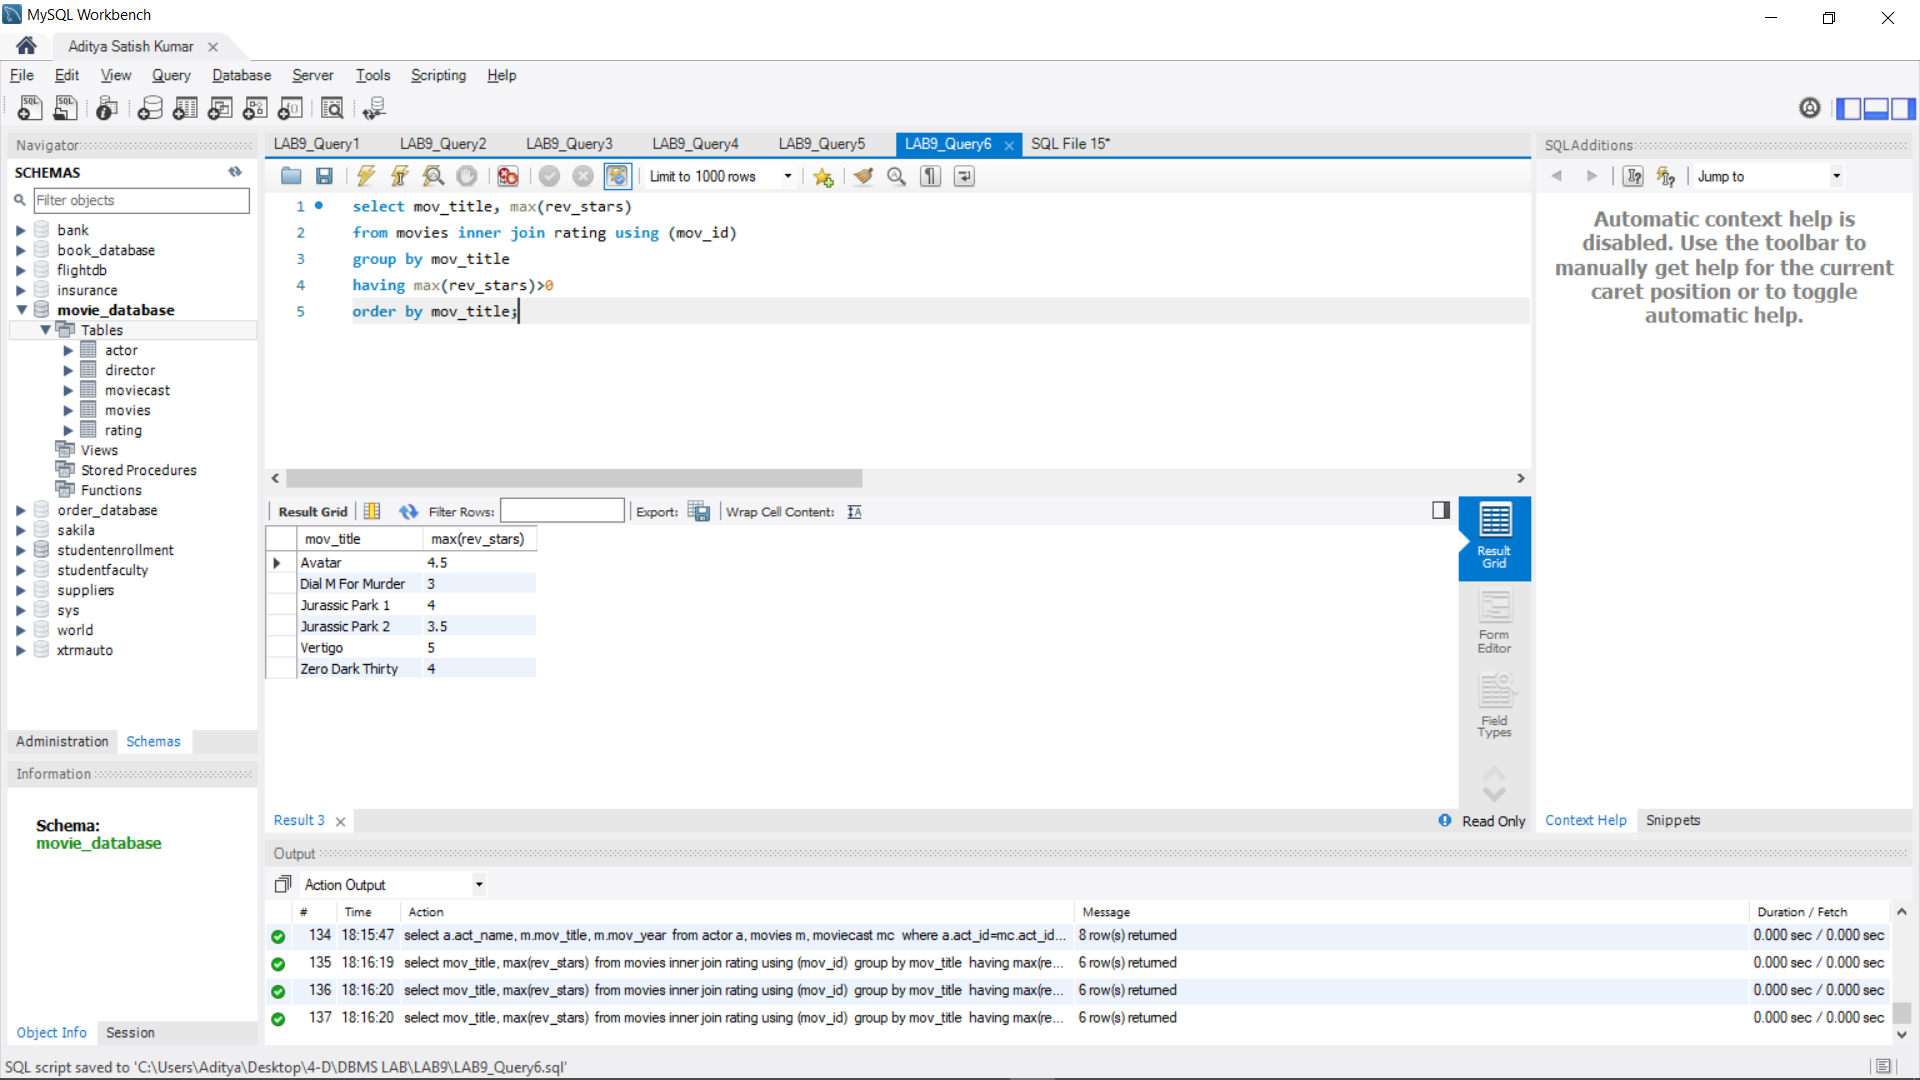 MySQL Workbench
Aditya Satish Kumar
File Edit View Query Database Server Tools Scripting Help
SQL SQL
Navigator
SCHEMAS
Filter objects
bank
book_database
flightdb
insurance
movie_database
Tables
actor
director
moviecast
movies
rating
Views
Stored Procedures
Functions
order_database
sakila
studentenrollment
studentfaculty
suppliers
sys
world
xtrmauto
Administration Schemas
Information
Schema:
movie_database
Object Info Session
LAB9_Query1 LAB9_Query2 LAB9_Query3 LAB9_Query4 LAB9_Query5 LAB9_Query6 SQL File 15*
Limit to 1000 rows
1 select mov_title, max(rev_stars)
2 from movies inner join rating using (mov_id)
3 group by mov_title
4 having max(rev_stars)>0
5 order by mov_title;
Result Grid Filter Rows: Export: Wrap Cell Content:
mov_title max(rev_stars)
Avatar 4.5
Dial M For Murder 3
Jurassic Park 1 4
Jurassic Park 2 3.5
Vertigo 5
Zero Dark Thirty 4
Result Grid
Form Editor
Field Types
Result 3
Read Only
SQLAdditions
Jump to
Automatic context help is
disabled. Use the toolbar to
manually get help for the current
caret position or to toggle
automatic help.
Context Help Snippets
Output
Action Output
# Time Action Message Duration / Fetch
134 18:15:47 select a.act_name, m.mov_title, m.mov_year from actor a, movies m, moviecast mc where a.act_id=mc.act_id... 8 row(s) returned 0.000 sec / 0.000 sec
135 18:16:19 select mov_title, max(rev_stars) from movies inner join rating using (mov_id) group by mov_title having max(re... 6 row(s) returned 0.000 sec / 0.000 sec
136 18:16:20 select mov_title, max(rev_stars) from movies inner join rating using (mov_id) group by mov_title having max(re... 6 row(s) returned 0.000 sec / 0.000 sec
137 18:16:20 select mov_title, max(rev_stars) from movies inner join rating using (mov_id) group by mov_title having max(re... 6 row(s) returned 0.000 sec / 0.000 sec
SQL script saved to 'C:\Users\Aditya\Desktop\4-D\DBMS LAB\LAB9\LAB9_Query6.sql'